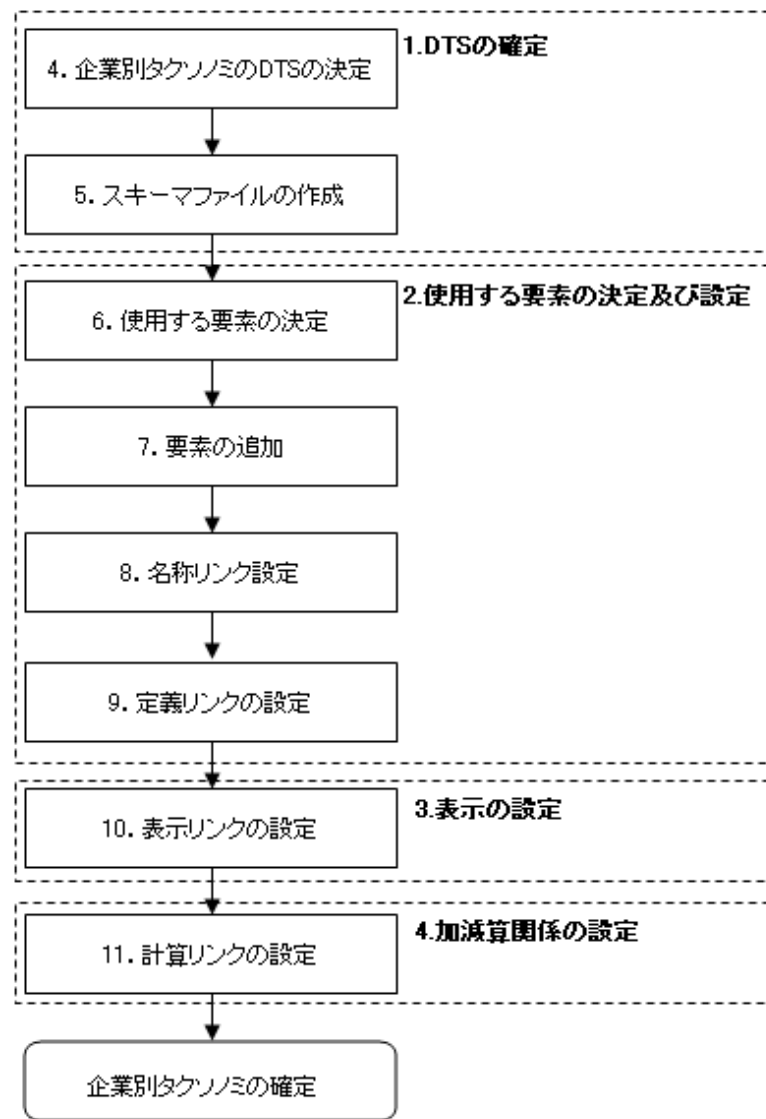 1.DTSの確定
4. 企業別タクソノミのDTSの決定
5. スキーマファイルの作成
2.使用する要素の決定及び設定
6. 使用する要素の決定
7. 要素の追加
8. 名称リンク設定
9. 定義リンクの設定
3.表示の設定
10. 表示リンクの設定
4.加減算関係の設定
11. 計算リンクの設定
企業別タクソノミの確定